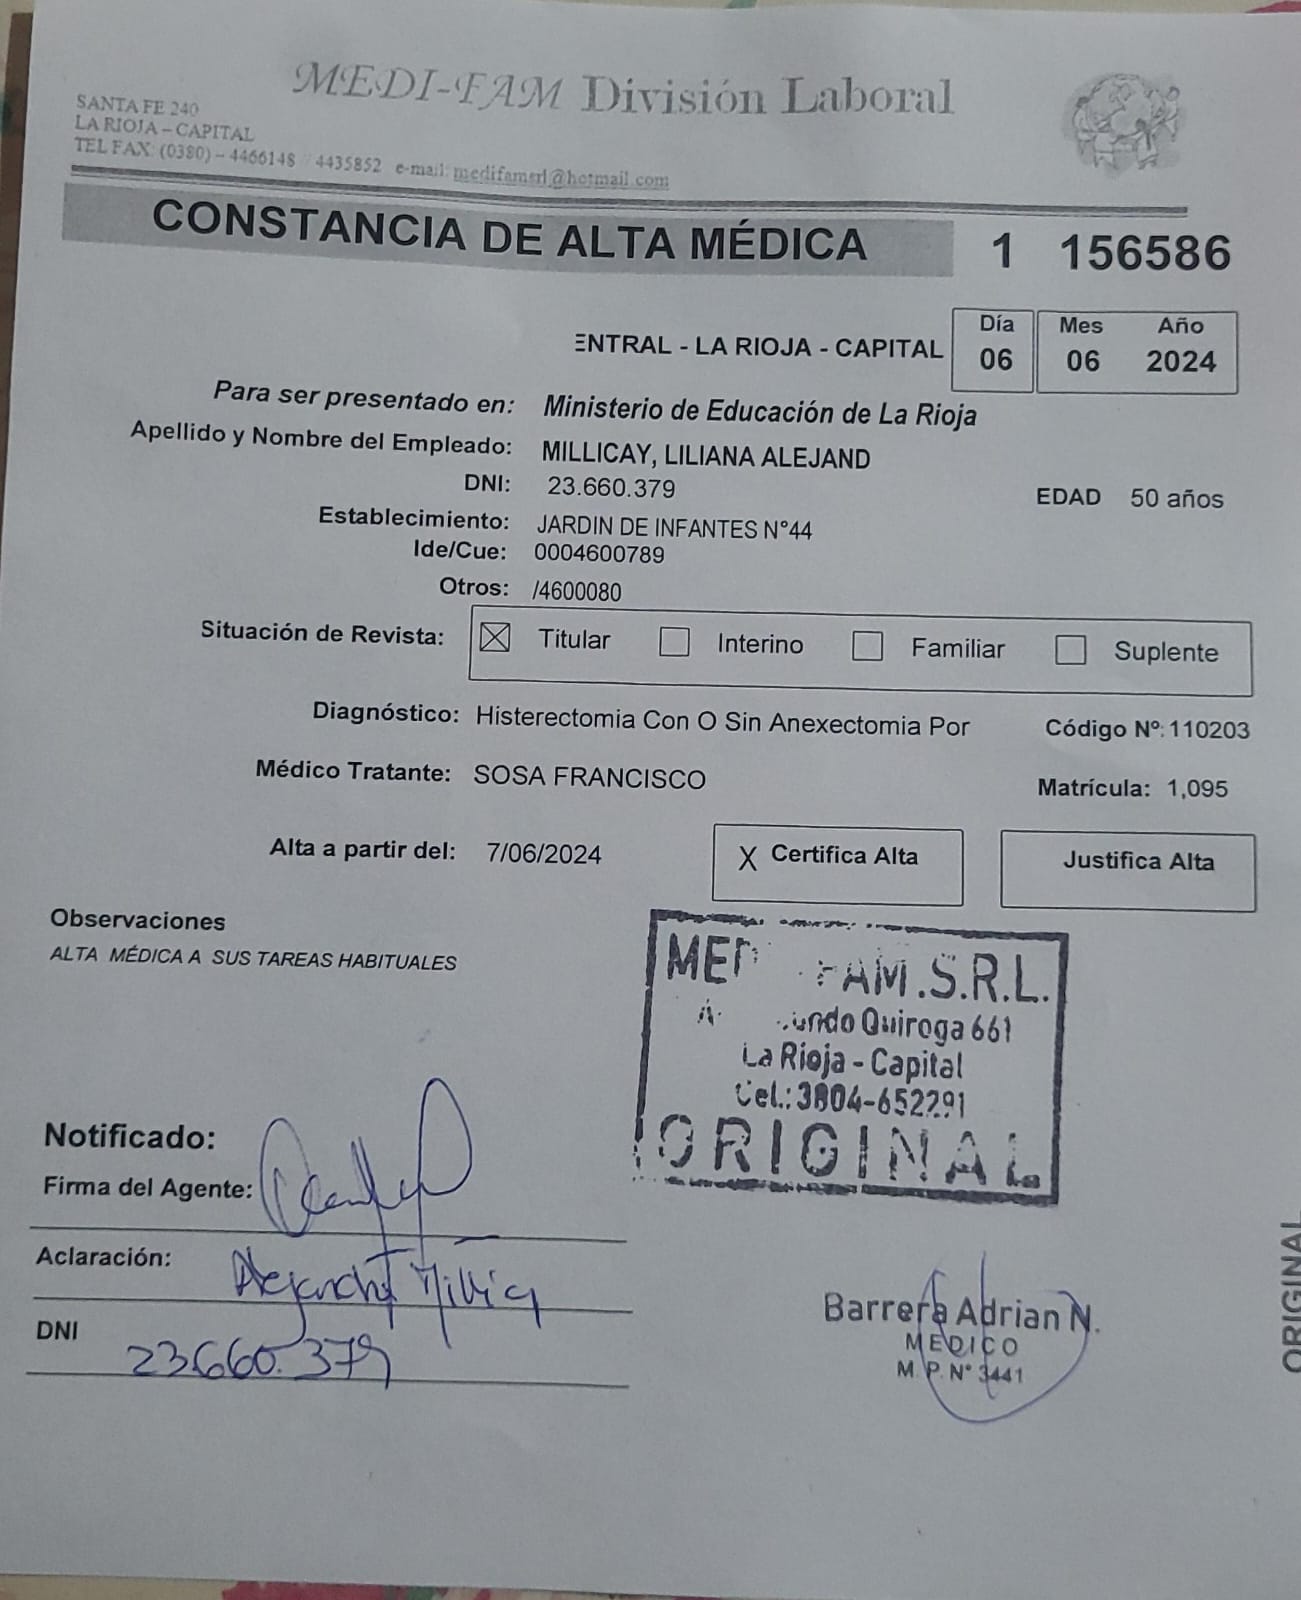 MEDI-FAM División Laboral
SANTA FE 240
LA RIOJA – CAPITAL
TEL FAX: (0380) – 4466148 / 4435852 e-mail: medifamsrl@hotmail.com
CONSTANCIA DE ALTA MÉDICA 1 156586
ENTRAL - LA RIOJA - CAPITAL
Día Mes Año
06 06 2024
Para ser presentado en: Ministerio de Educación de La Rioja
Apellido y Nombre del Empleado: MILLICAY, LILIANA ALEJAND
DNI: 23.660.379 EDAD 50 años
Establecimiento: JARDIN DE INFANTES N°44
Ide/Cue: 0004600789
Otros: /4600080
Situación de Revista: Titular Interino Familiar Suplente
Diagnóstico: Histerectomia Con O Sin Anexectomia Por Código Nº: 110203
Médico Tratante: SOSA FRANCISCO Matrícula: 1,095
Alta a partir del: 7/06/2024 X Certifica Alta Justifica Alta
Observaciones
ALTA MÉDICA A SUS TAREAS HABITUALES
MED FAM.S.R.L.
Quiroga 661
La Rioja - Capital
Cel.: 3804-652291
ORIGINAL
Notificado:
Firma del Agente:
Aclaración: Alejandra
DNI 23.660.379
Barrera Adrian N.
MEDICO
M.P. N° 3441
ORIGINAL